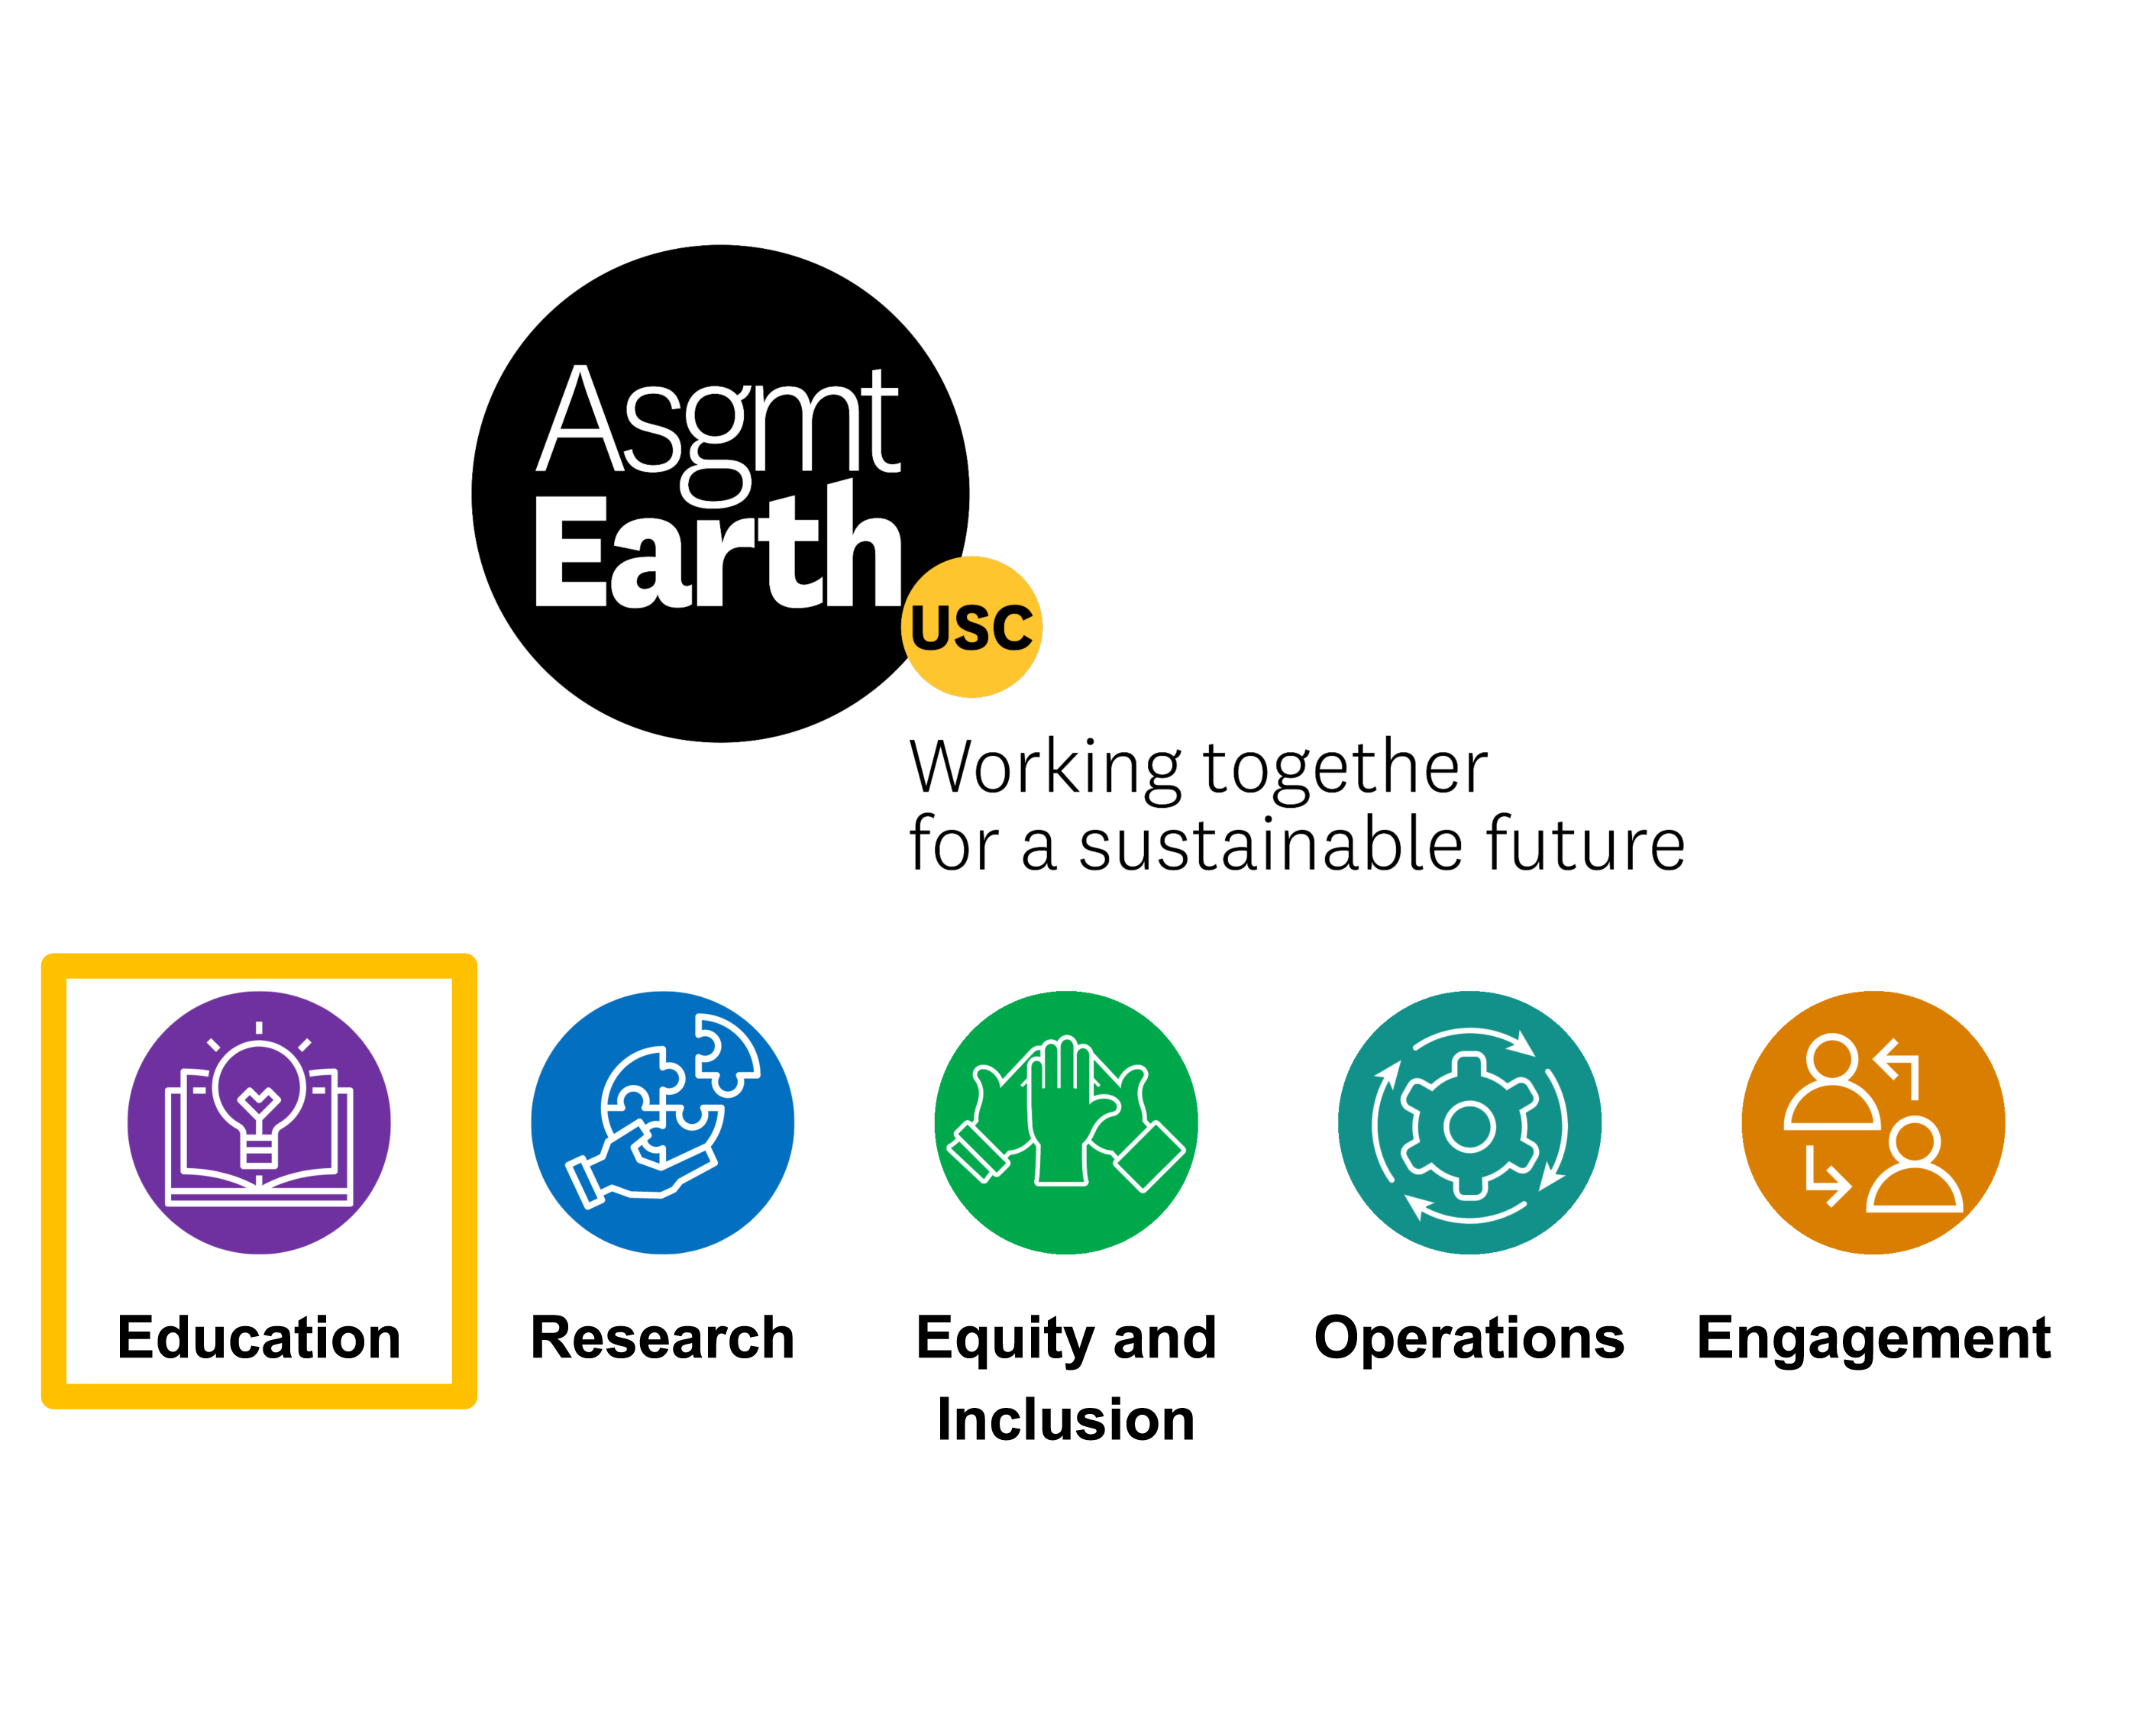 Asgmt
Earth
USC
Working together
for a sustainable future
Education
Research
Equity and
Inclusion
Operations
Engagement